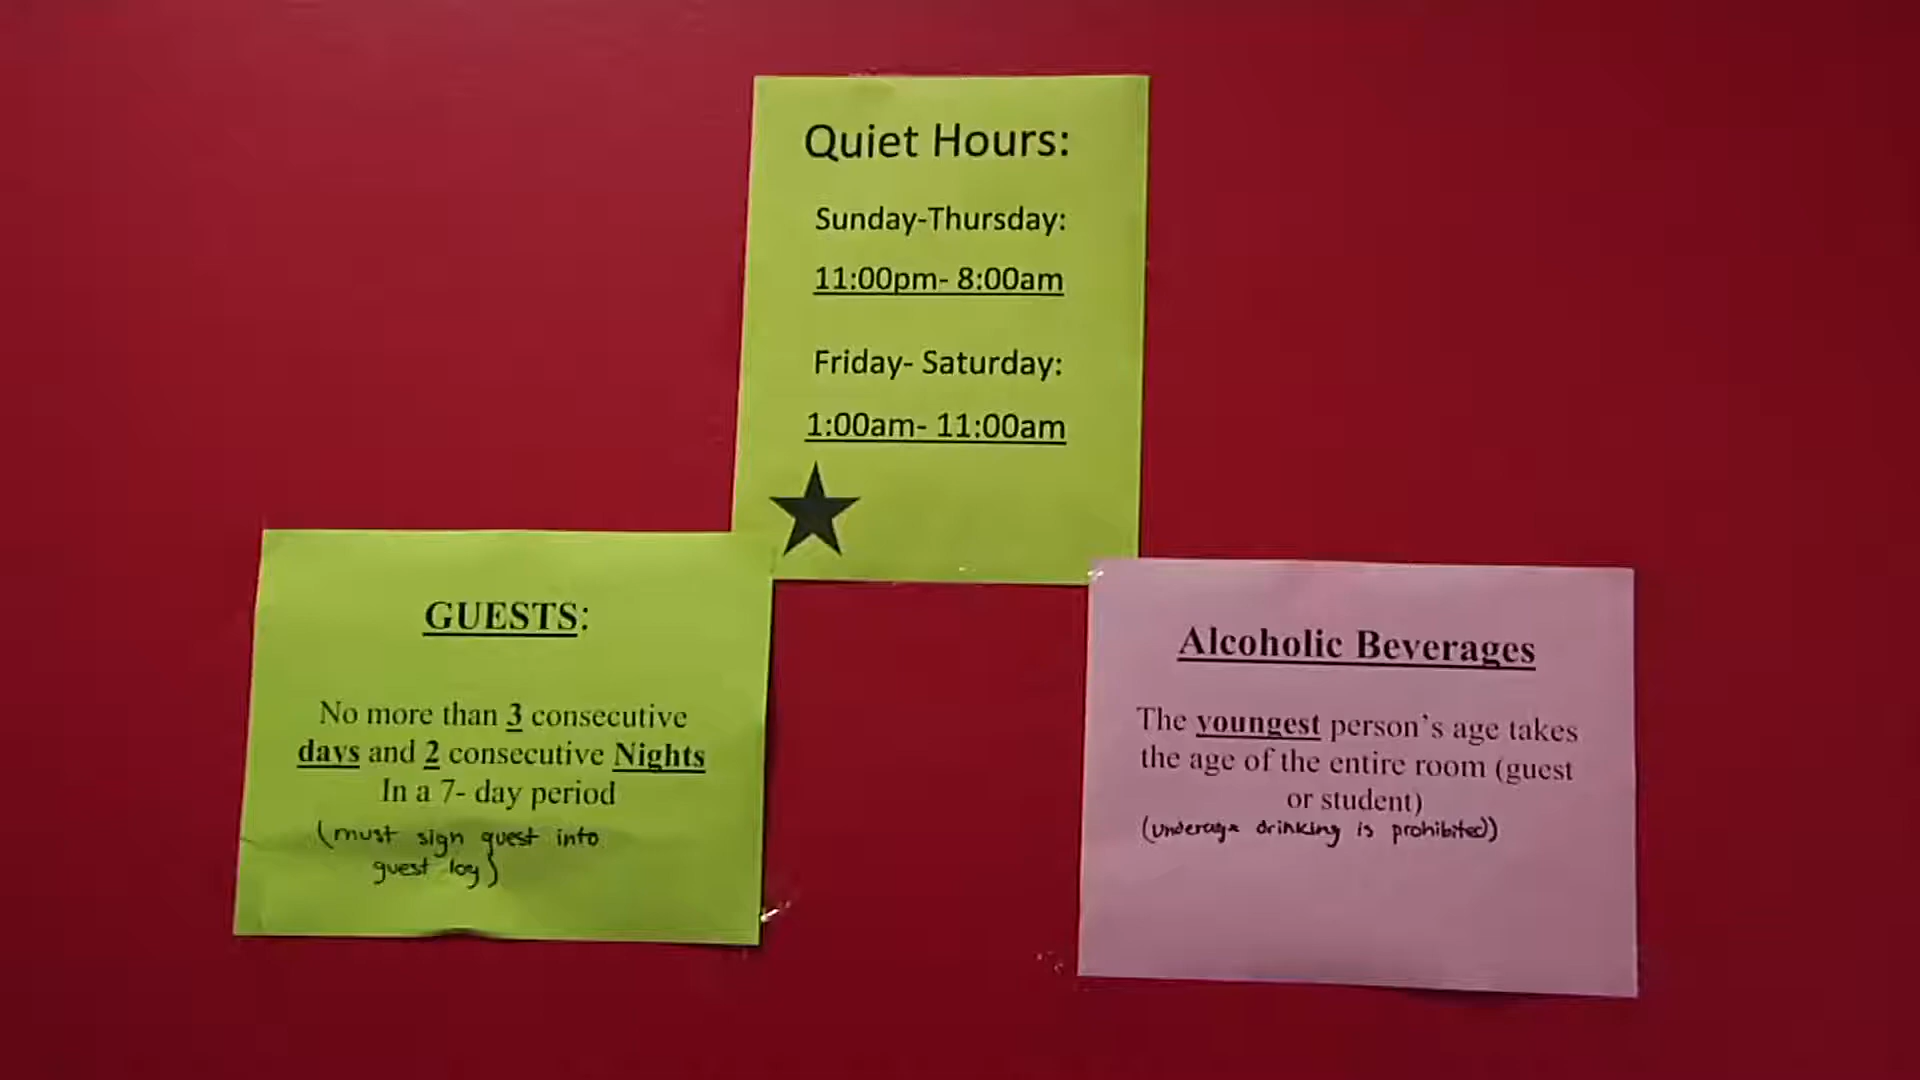 Quiet Hours:
Sunday-Thursday:
11:00pm- 8:00am
Friday- Saturday:
1:00am- 11:00am
GUESTS:
No more than 3 consecutive
days and 2 consecutive Nights
In a 7- day period
(must sign guest into
guest log)
Alcoholic Beverages
The youngest person's age takes
the age of the entire room (guest
or student)
(underage drinking is prohibited)